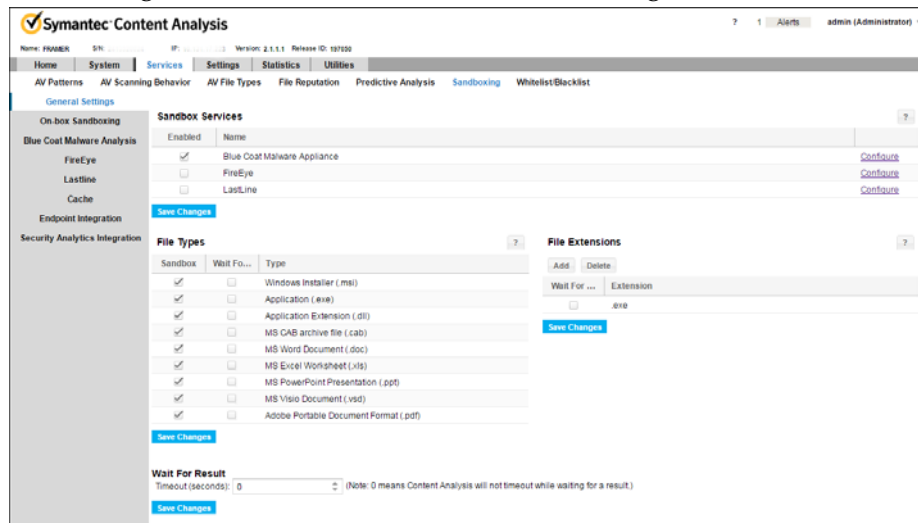 Symantec Content Analysis
? 1 Alerts admin (Administrator)
Name: FRAMER S/N: IP: Version: 2.1.1.1 Release ID: 197030
Home System Services Settings Statistics Utilities
AV Patterns AV Scanning Behavior AV File Types File Reputation Predictive Analysis Sandboxing Whitelist/Blacklist
General Settings
On-box Sandboxing
Blue Coat Malware Analysis
FireEye
Lastline
Cache
Endpoint Integration
Security Analytics Integration
Sandbox Services ?
Enabled Name
Blue Coat Malware Appliance Configure
FireEye Configure
LastLine Configure
Save Changes
File Types ?
Sandbox Wait Fo... Type
Windows Installer (.msi)
Application (.exe)
Application Extension (.dll)
MS CAB archive file (.cab)
MS Word Document (.doc)
MS Excel Worksheet (.xls)
MS PowerPoint Presentation (.ppt)
MS Visio Document (.vsd)
Adobe Portable Document Format (.pdf)
Save Changes
File Extensions ?
Add Delete
Wait For ... Extension
.exe
Save Changes
Wait For Result
Timeout (seconds): 0 (Note: 0 means Content Analysis will not timeout while waiting for a result.)
Save Changes